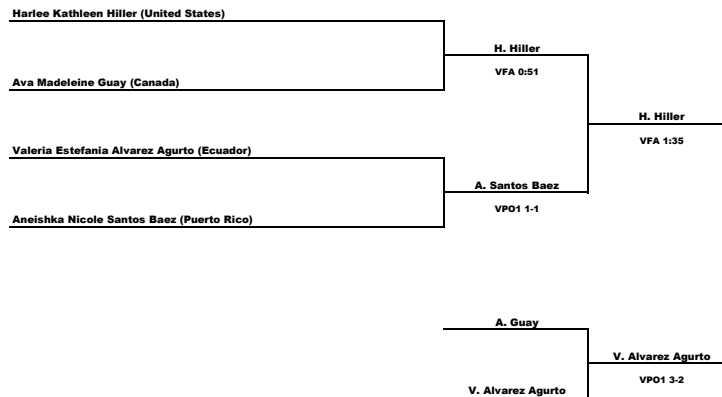 Harlee Kathleen Hiller (United States)
H. Hiller
VFA 0:51
Ava Madeleine Guay (Canada)
H. Hiller
VFA 1:35
Valeria Estefania Alvarez Agurto (Ecuador)
A. Santos Baez
VPO1 1-1
Aneishka Nicole Santos Baez (Puerto Rico)
A. Guay
V. Alvarez Agurto
VPO1 3-2
V. Alvarez Agurto